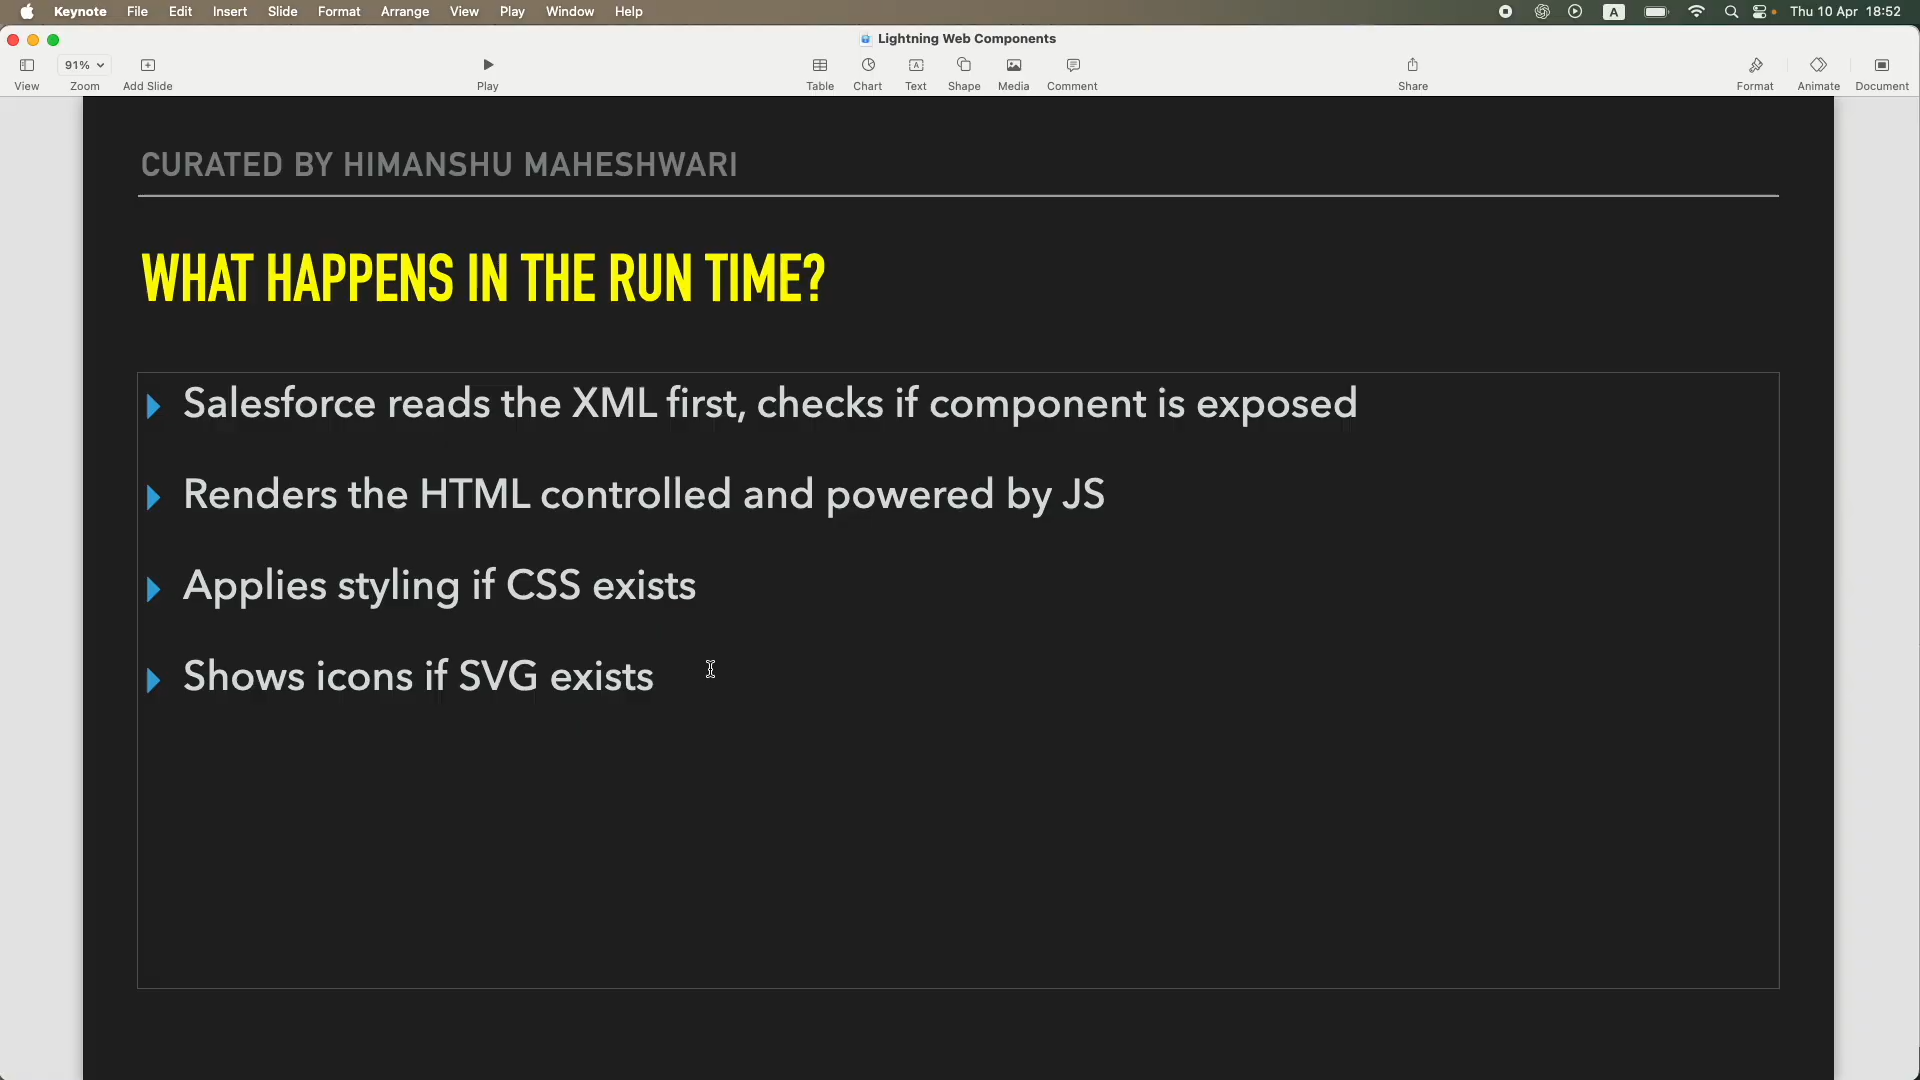 Keynote File Edit Insert Slide Format Arrange View Play Window Help A Thu 10 Apr 18:52
Lightning Web Components
91%
View Zoom Add Slide Play Table Chart Text Shape Media Comment Share Format Animate Document
CURATED BY HIMANSHU MAHESHWARI
WHAT HAPPENS IN THE RUN TIME?
Salesforce reads the XML first, checks if component is exposed
Renders the HTML controlled and powered by JS
Applies styling if CSS exists
Shows icons if SVG exists